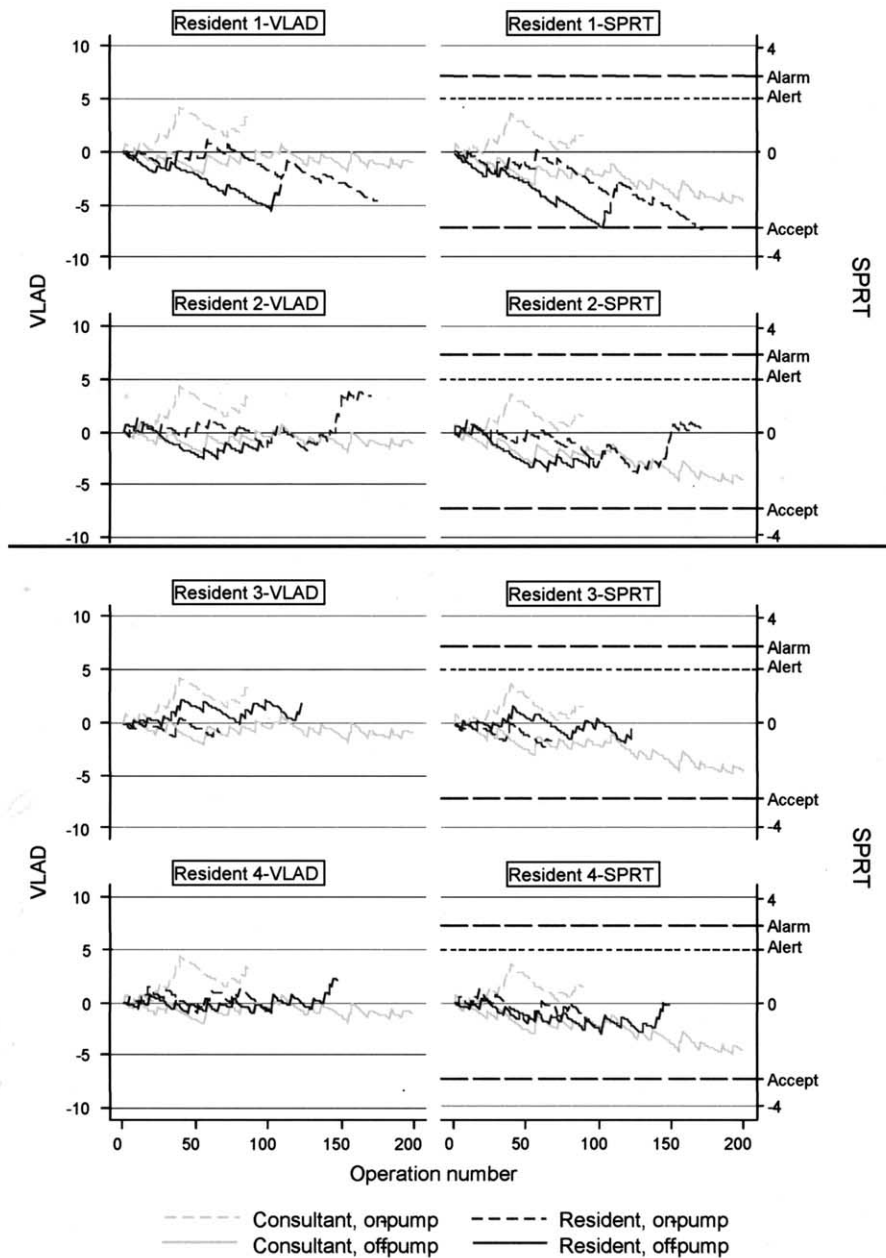 Resident 1-VLAD Resident 1-SPRT
10 4
Alarm
5 Alert
0 0
-5
Accept
-10 -4
VLAD SPRT
Resident 2-VLAD Resident 2-SPRT
10 4
Alarm
5 Alert
0 0
-5
Accept
-10 -4
Resident 3-VLAD Resident 3-SPRT
10 4
Alarm
5 Alert
0 0
-5
Accept
-10 -4
VLAD SPRT
Resident 4-VLAD Resident 4-SPRT
10 4
Alarm
5 Alert
0 0
-5
Accept
-10 -4
0 50 100 150 200 0 50 100 150 200
Operation number
Consultant, on-pump Resident, on-pump
Consultant, offpump Resident, offpump